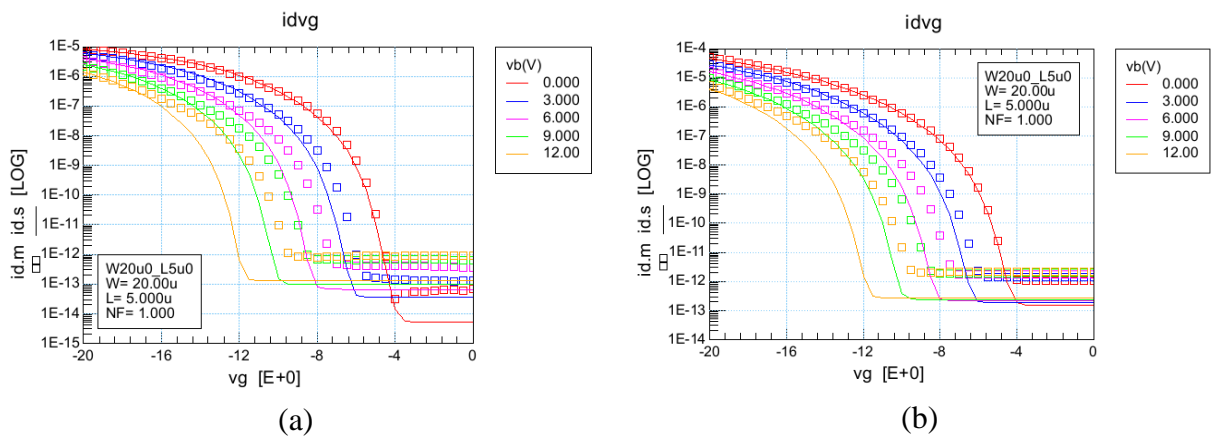 idvg
1E-5
1E-6
1E-7
1E-8
1E-9
1E-10
1E-11
1E-12
1E-13
1E-14
1E-15
id.m id.s [LOG]
W20u0_L5u0
W= 20.00u
L= 5.000u
NF= 1.000
-20 -16 -12 -8 -4 0
vg [E+0]
vb(V)
0.000
3.000
6.000
9.000
12.00
(a)
idvg
1E-4
1E-5
1E-6
1E-7
1E-8
1E-9
1E-10
1E-11
1E-12
1E-13
1E-14
id.m id.s [LOG]
W20u0_L5u0
W= 20.00u
L= 5.000u
NF= 1.000
-20 -16 -12 -8 -4 0
vg [E+0]
vb(V)
0.000
3.000
6.000
9.000
12.00
(b)